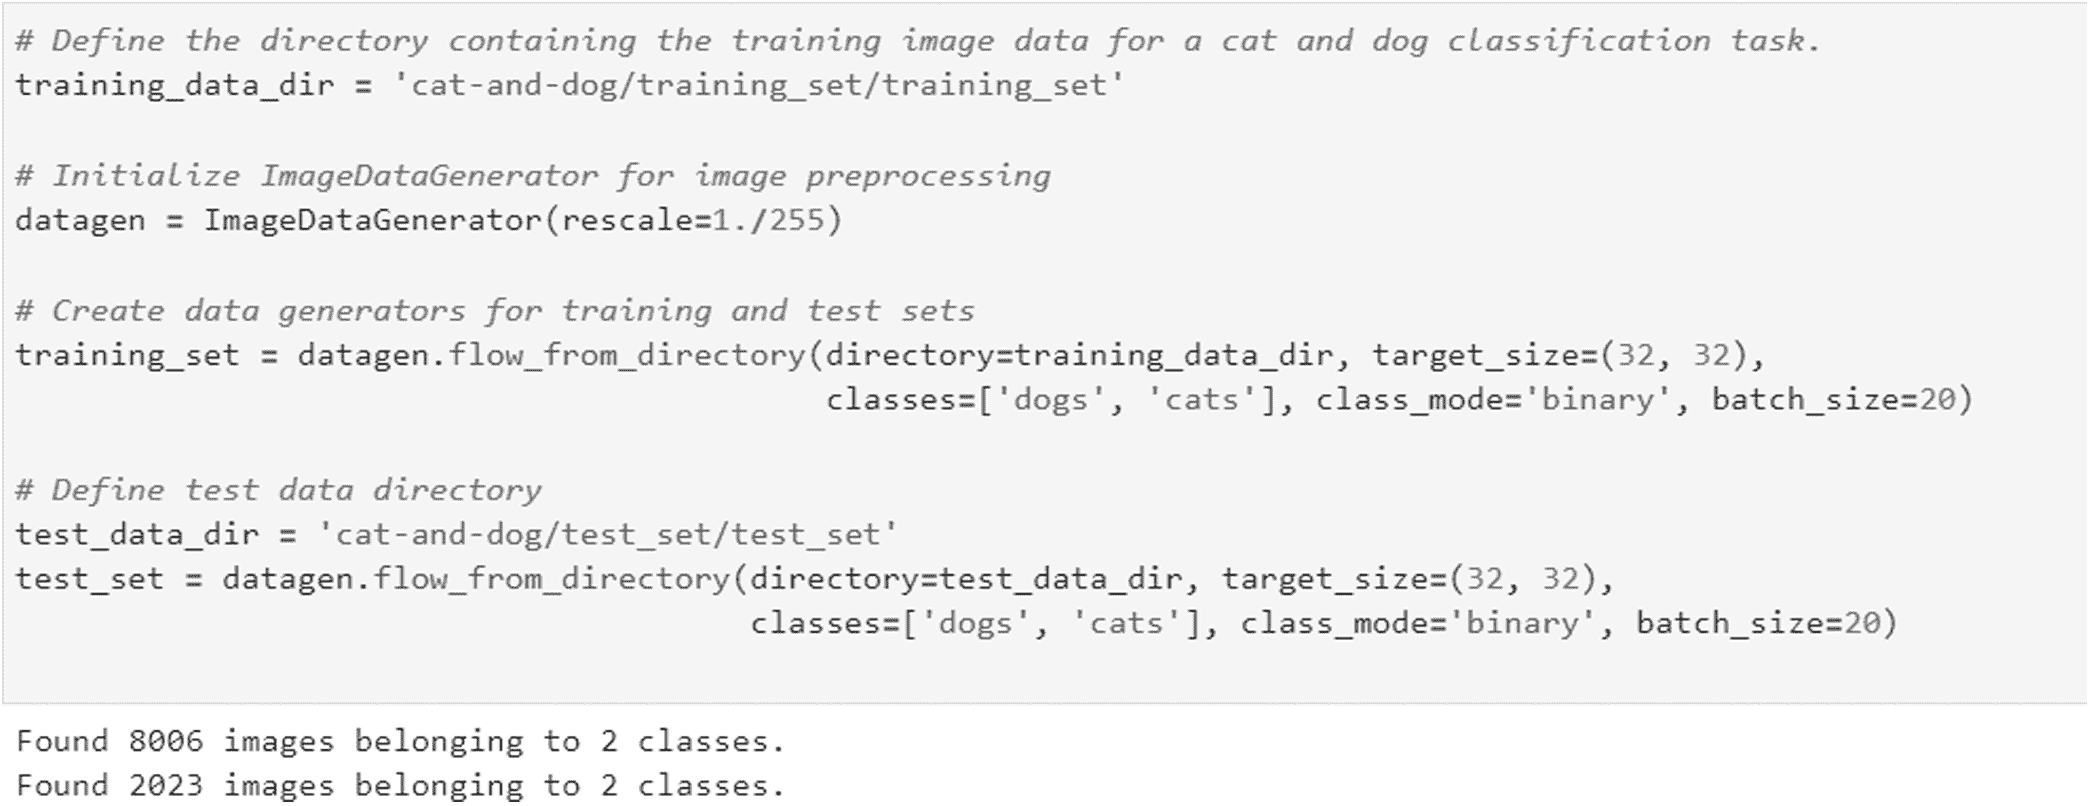 # Define the directory containing the training image data for a cat and dog classification task.
training_data_dir = 'cat-and-dog/training_set/training_set'
# Initialize ImageDataGenerator for image preprocessing
datagen = ImageDataGenerator(rescale=1./255)
# Create data generators for training and test sets
training_set = datagen.flow_from_directory(directory=training_data_dir, target_size=(32, 32),
classes=['dogs', 'cats'], class_mode='binary', batch_size=20)
# Define test data directory
test_data_dir = 'cat-and-dog/test_set/test_set'
test_set = datagen.flow_from_directory(directory=test_data_dir, target_size=(32, 32),
classes=['dogs', 'cats'], class_mode='binary', batch_size=20)
Found 8006 images belonging to 2 classes.
Found 2023 images belonging to 2 classes.